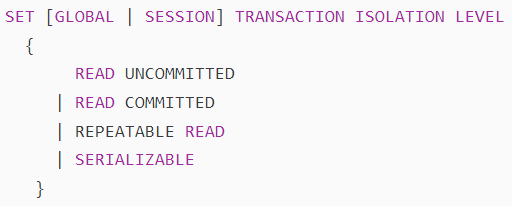 SET [GLOBAL | SESSION] TRANSACTION ISOLATION LEVEL
{
READ UNCOMMITTED
| READ COMMITTED
| REPEATABLE READ
| SERIALIZABLE
}